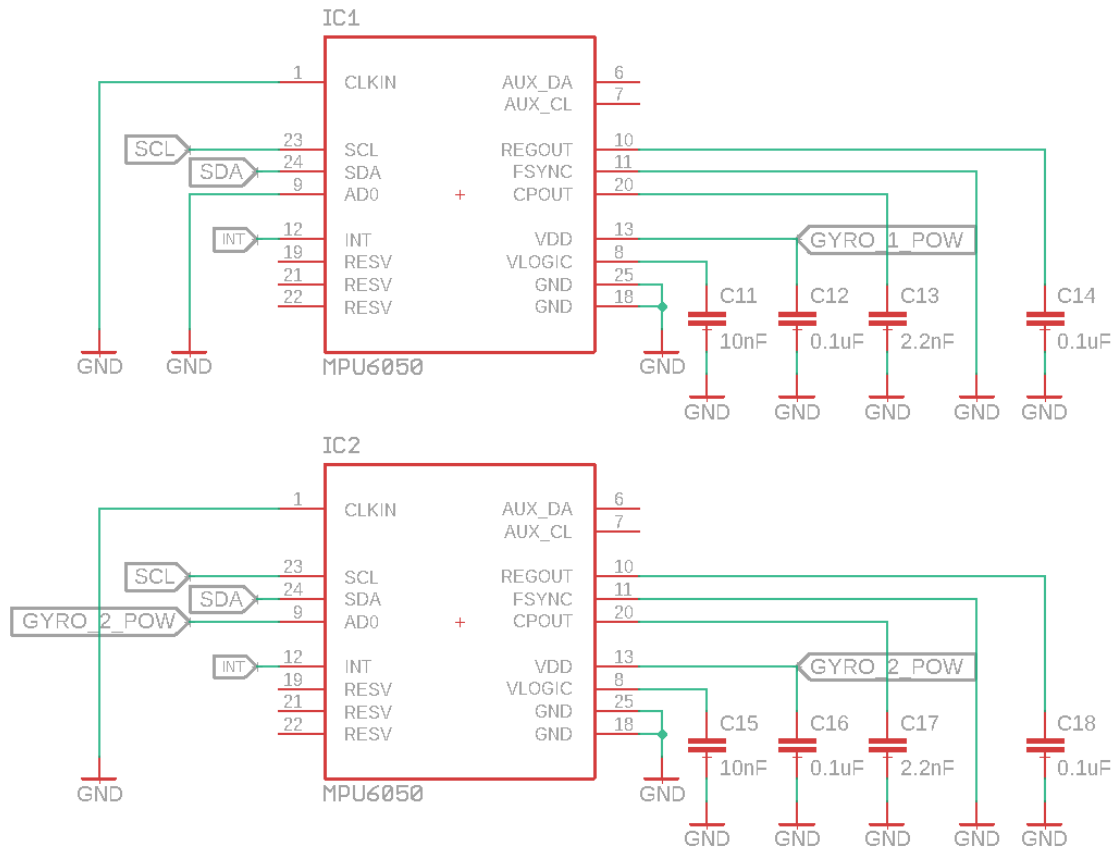 IC1
1 CLKIN AUX_DA 6
AUX_CL 7
SCL 23 SCL REGOUT 10
SDA 24 SDA FSYNC 11
9 AD0 CPOUT 20
INT 12 INT VDD 13 GYRO_1_POW
19 RESV VLOGIC 8
21 RESV GND 25
22 RESV GND 18
C11 C12 C13 C14
10nF 0.1uF 2.2nF 0.1uF
GND GND MPU6050 GND
GND GND GND GND GND
IC2
1 CLKIN AUX_DA 6
AUX_CL 7
SCL 23 SCL REGOUT 10
SDA 24 SDA FSYNC 11
GYRO_2_POW 9 AD0 CPOUT 20
INT 12 INT VDD 13 GYRO_2_POW
19 RESV VLOGIC 8
21 RESV GND 25
22 RESV GND 18
C15 C16 C17 C18
10nF 0.1uF 2.2nF 0.1uF
GND MPU6050 GND
GND GND GND GND GND